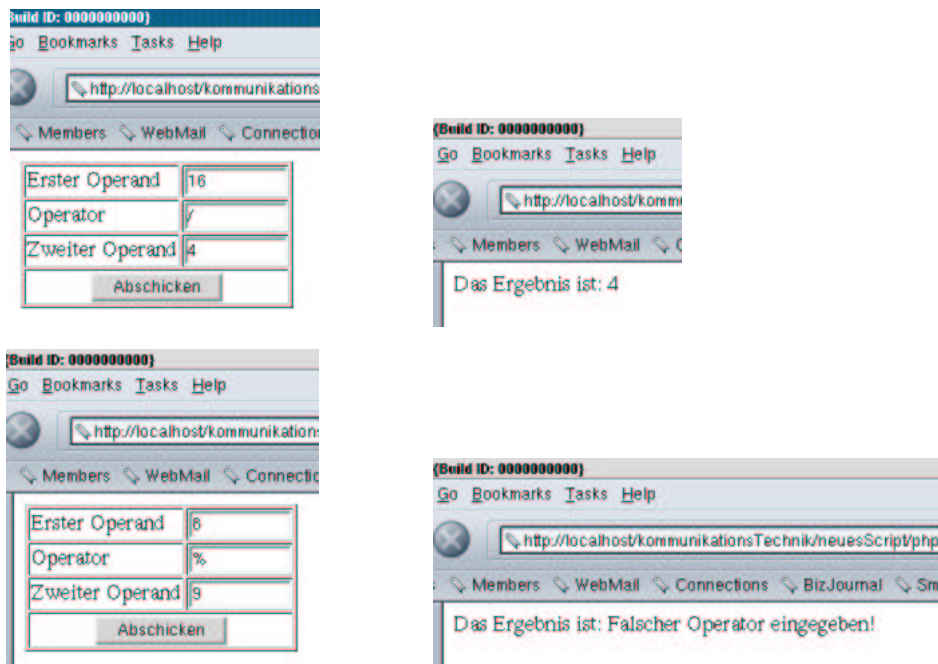 Build ID: 0000000000}
Go Bookmarks Tasks Help
http://localhost/kommunikations
Members WebMail Connection
Erster Operand 16
Operator /
Zweiter Operand 4
Abschicken
{Build ID: 0000000000}
Go Bookmarks Tasks Help
http://localhost/kommu
Members WebMail C
Das Ergebnis ist: 4
{Build ID: 0000000000}
Go Bookmarks Tasks Help
http://localhost/kommunikation
Members WebMail Connectic
Erster Operand 6
Operator %
Zweiter Operand 9
Abschicken
{Build ID: 0000000000}
Go Bookmarks Tasks Help
http://localhost/kommunikationsTechnik/neuesScript/php
Members WebMail Connections BizJournal Sm
Das Ergebnis ist: Falscher Operator eingegeben!